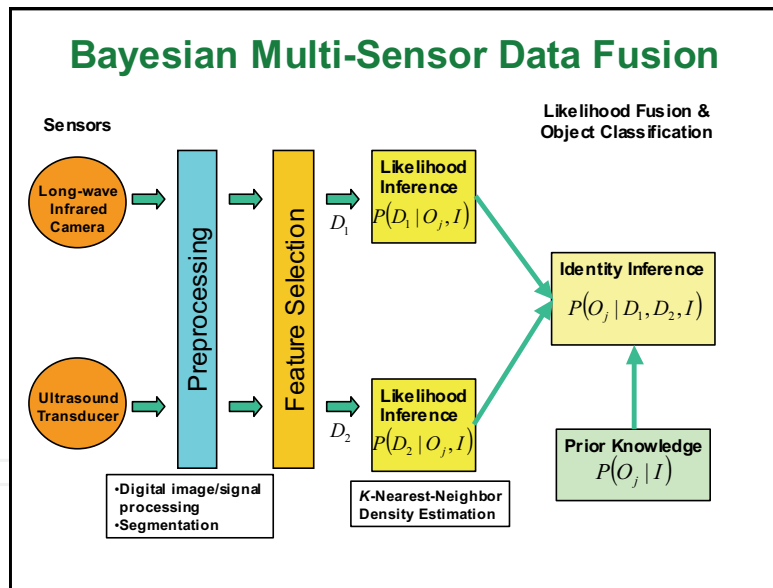 Bayesian Multi-Sensor Data Fusion
Sensors
Likelihood Fusion &
Object Classification
Long-wave
Infrared
Camera
Ultrasound
Transducer
Preprocessing
Feature Selection
D₁
D₂
Likelihood
Inference
P(D₁ | Oⱼ, I)
Likelihood
Inference
P(D₂ | Oⱼ, I)
Identity Inference
P(Oⱼ | D₁, D₂, I)
Prior Knowledge
P(Oⱼ | I)
•Digital image/signal
processing
•Segmentation
K-Nearest-Neighbor
Density Estimation